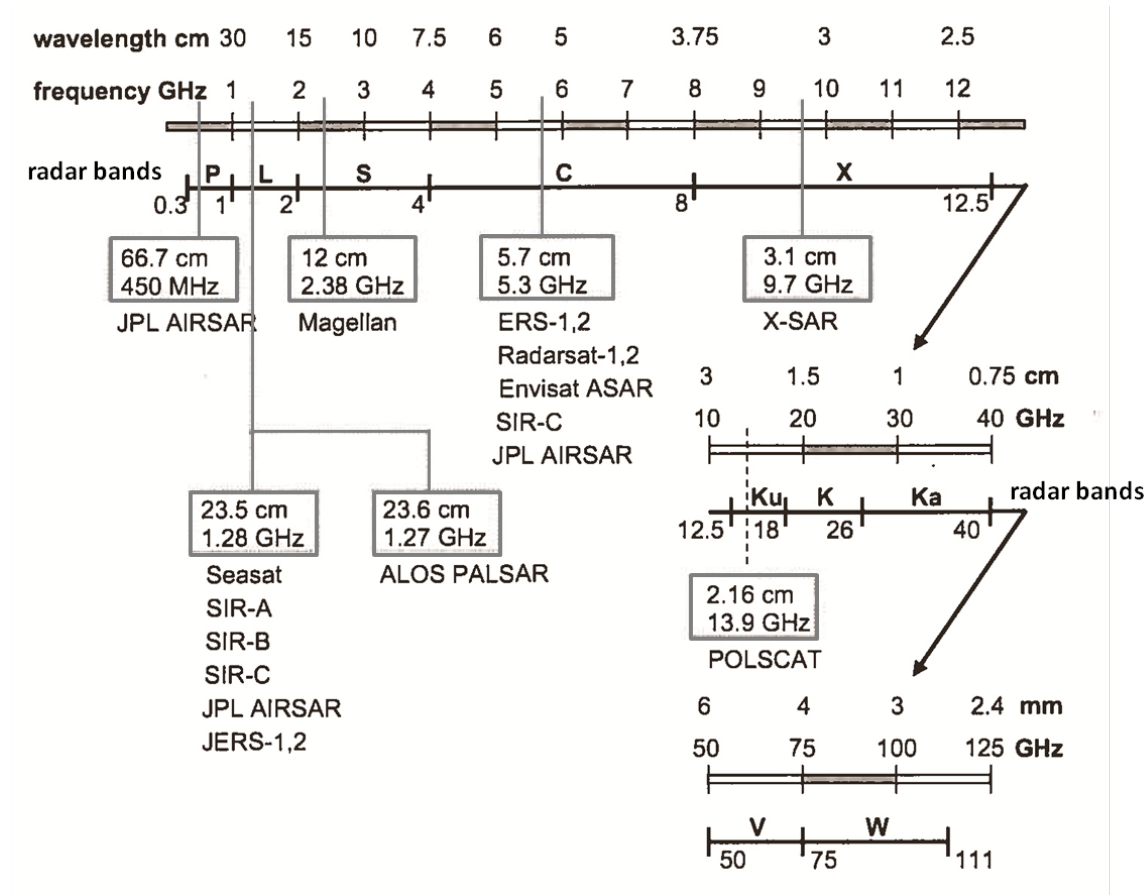 wavelength cm 30 15 10 7.5 6 5 3.75 3 2.5
frequency GHz 1 2 3 4 5 6 7 8 9 10 11 12
radar bands P L S C X
0.3 1 2 4 8 12.5
66.7 cm
450 MHz
JPL AIRSAR
12 cm
2.38 GHz
Magellan
5.7 cm
5.3 GHz
ERS-1,2
Radarsat-1,2
Envisat ASAR
SIR-C
JPL AIRSAR
3.1 cm
9.7 GHz
X-SAR
23.5 cm
1.28 GHz
Seasat
SIR-A
SIR-B
SIR-C
JPL AIRSAR
JERS-1,2
23.6 cm
1.27 GHz
ALOS PALSAR
3 1.5 1 0.75 cm
10 20 30 40 GHz
Ku K Ka radar bands
12.5 18 26 40
2.16 cm
13.9 GHz
POLSCAT
6 4 3 2.4 mm
50 75 100 125 GHz
V W
50 75 111